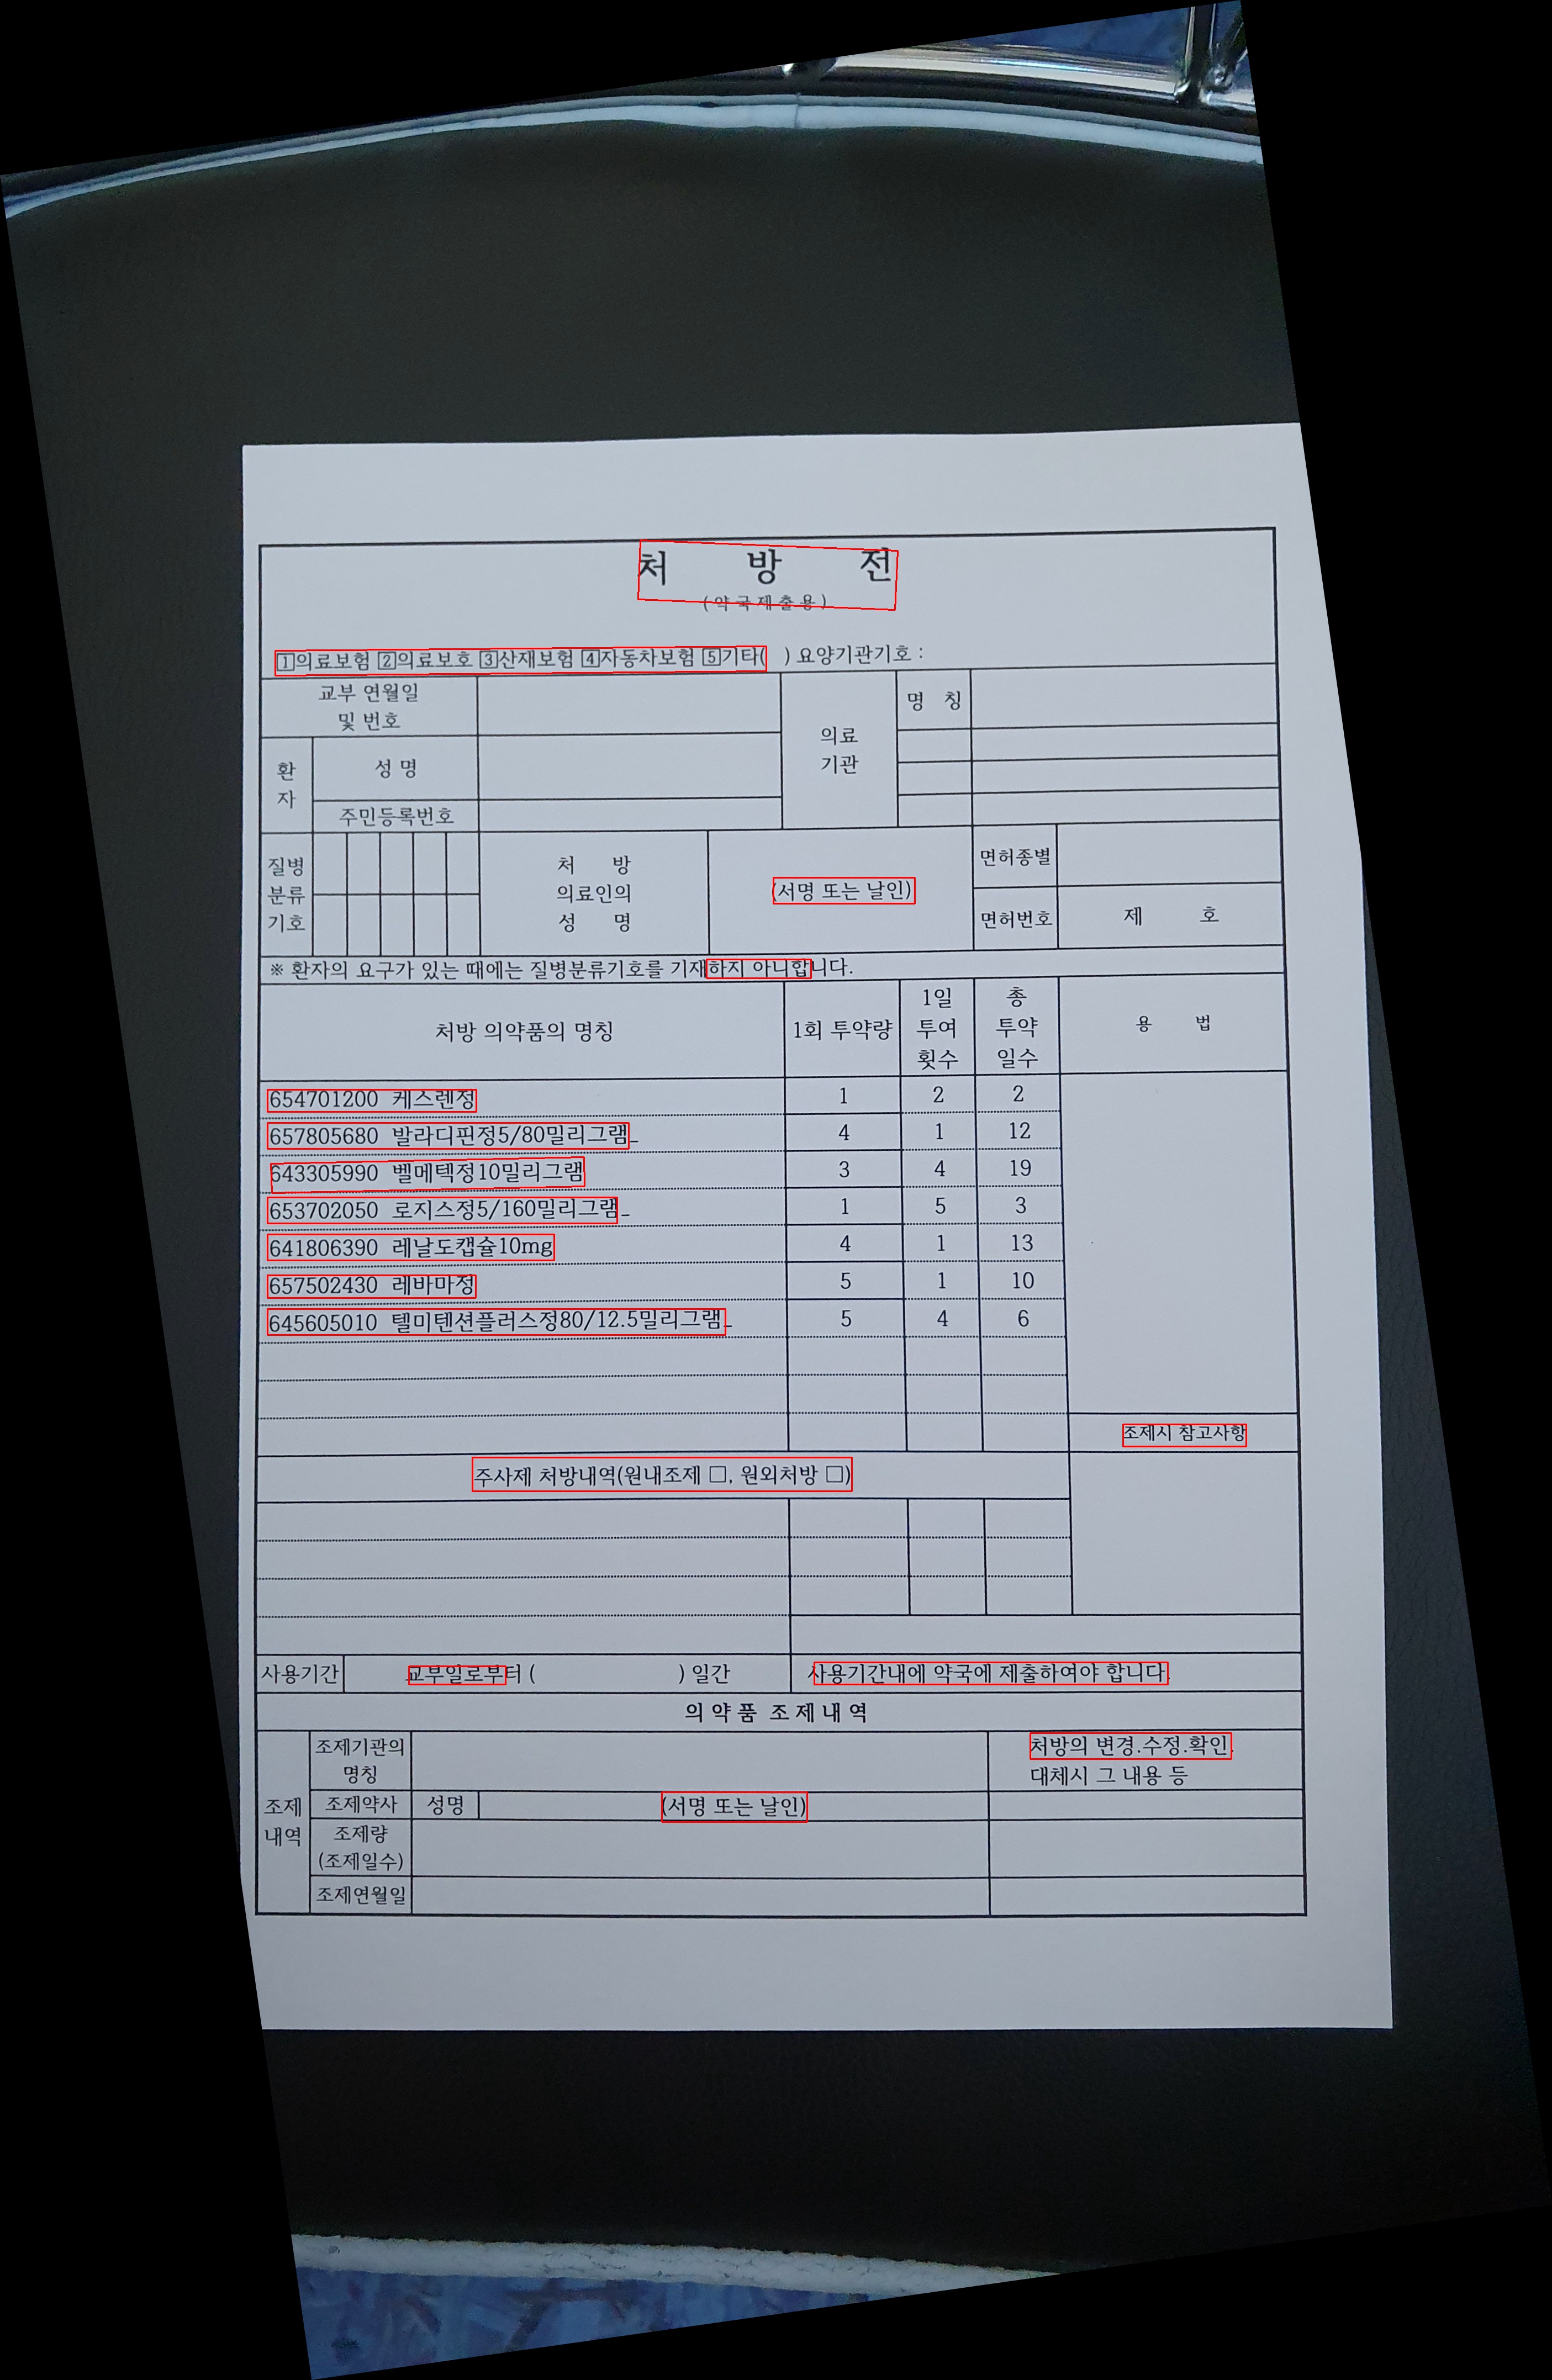 처 방 전
(약국제출용)
1의료보험 2의료보호 3산재보험 4자동차보험 5기타( ) 요양기관기호 :
교부 연월일
및 번호
의료
기관
명 칭
환
자
성 명
주민등록번호
질병
분류
기호
처 방
의료인의
성 명
(서명 또는 날인)
면허종별
면허번호
제 호
※ 환자의 요구가 있는 때에는 질병분류기호를 기재하지 아니합니다.
처방 의약품의 명칭
1회 투약량
1일
투여
횟수
총
투약
일수
용 법
654701200 케스렌정 1 2 2
657805680 발라디핀정5/80밀리그램_ 4 1 12
643305990 벨메텍정10밀리그램 3 4 19
653702050 로지스정5/160밀리그램_ 1 5 3
641806390 레날도캡슐10mg 4 1 13
657502430 레바마정 5 1 10
645605010 텔미텐션플러스정80/12.5밀리그램_ 5 4 6
조제시 참고사항
주사제 처방내역(원내조제 □, 원외처방 □)
사용기간 교부일로부터 ( ) 일간 사용기간내에 약국에 제출하여야 합니다.
의 약 품 조 제 내 역
조제
내역
조제기관의
명칭
처방의 변경.수정.확인.
대체시 그 내용 등
조제약사 성명 (서명 또는 날인)
조제량
(조제일수)
조제연월일